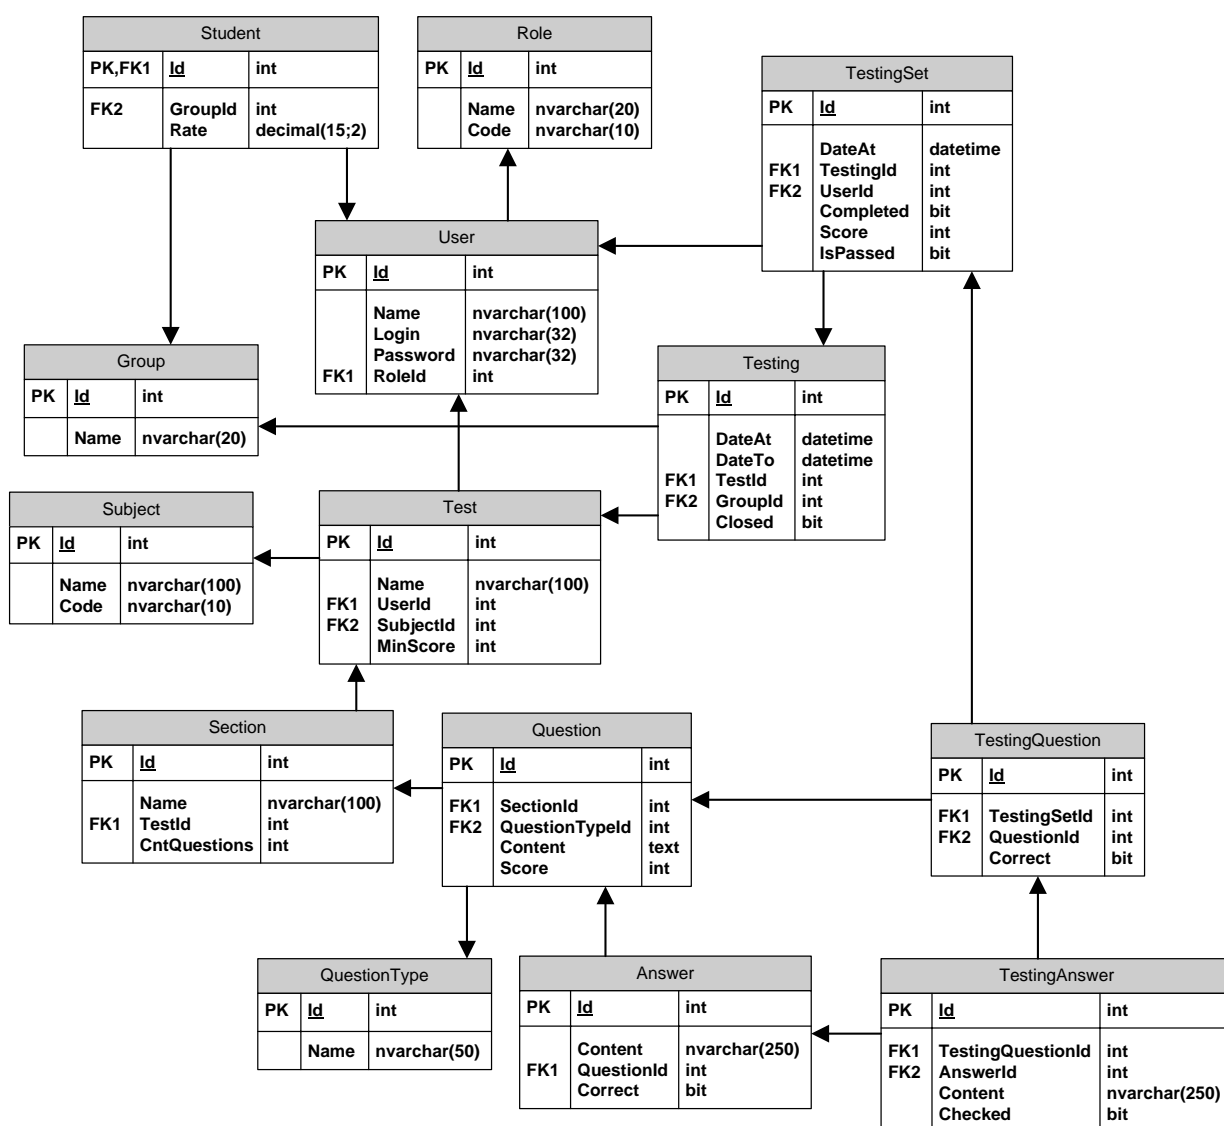 Student
PK,FK1 Id int
FK2 GroupId int
Rate decimal(15;2)
Role
PK Id int
Name nvarchar(20)
Code nvarchar(10)
TestingSet
PK Id int
DateAt datetime
FK1 TestingId int
FK2 UserId int
Completed bit
Score int
IsPassed bit
User
PK Id int
Name nvarchar(100)
Login nvarchar(32)
Password nvarchar(32)
FK1 RoleId int
Group
PK Id int
Name nvarchar(20)
Testing
PK Id int
DateAt datetime
DateTo datetime
FK1 TestId int
FK2 GroupId int
Closed bit
Subject
PK Id int
Name nvarchar(100)
Code nvarchar(10)
Test
PK Id int
Name nvarchar(100)
FK1 UserId int
FK2 SubjectId int
MinScore int
Section
PK Id int
Name nvarchar(100)
FK1 TestId int
CntQuestions int
Question
PK Id int
FK1 SectionId int
FK2 QuestionTypeId int
Content text
Score int
TestingQuestion
PK Id int
FK1 TestingSetId int
FK2 QuestionId int
Correct bit
QuestionType
PK Id int
Name nvarchar(50)
Answer
PK Id int
Content nvarchar(250)
FK1 QuestionId int
Correct bit
TestingAnswer
PK Id int
FK1 TestingQuestionId int
FK2 AnswerId int
Content nvarchar(250)
Checked bit